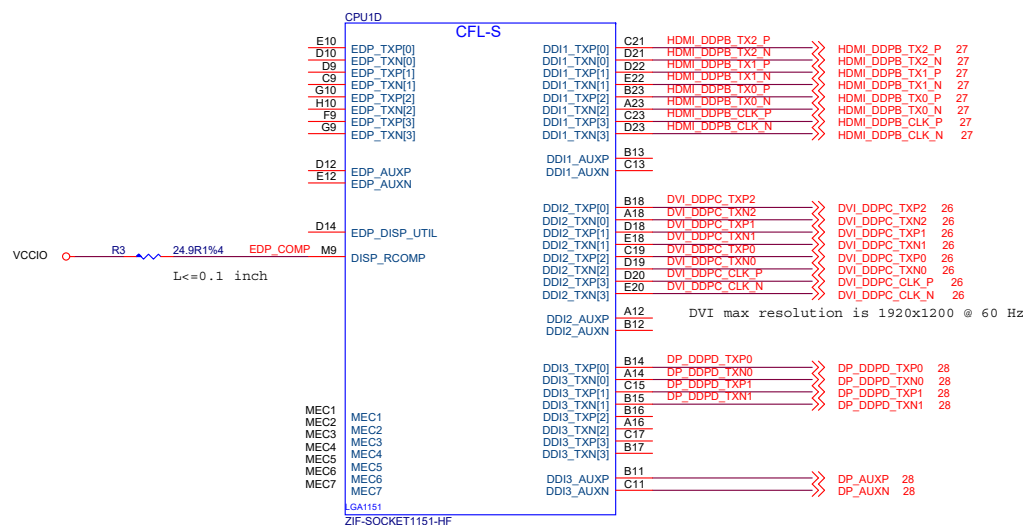 CPU1D
CFL-S
E10 EDP_TXP[0] DDI1_TXP[0] C21 HDMI_DDPB_TX2_P HDMI_DDPB_TX2_P 27
D10 EDP_TXN[0] DDI1_TXN[0] D21 HDMI_DDPB_TX2_N HDMI_DDPB_TX2_N 27
D9 EDP_TXP[1] DDI1_TXP[1] D22 HDMI_DDPB_TX1_P HDMI_DDPB_TX1_P 27
C9 EDP_TXN[1] DDI1_TXN[1] E22 HDMI_DDPB_TX1_N HDMI_DDPB_TX1_N 27
G10 EDP_TXP[2] DDI1_TXP[2] B23 HDMI_DDPB_TX0_P HDMI_DDPB_TX0_P 27
H10 EDP_TXN[2] DDI1_TXN[2] A23 HDMI_DDPB_TX0_N HDMI_DDPB_TX0_N 27
F9 EDP_TXP[3] DDI1_TXP[3] C23 HDMI_DDPB_CLK_P HDMI_DDPB_CLK_P 27
G9 EDP_TXN[3] DDI1_TXN[3] D23 HDMI_DDPB_CLK_N HDMI_DDPB_CLK_N 27
DDI1_AUXP B13
DDI1_AUXN C13
D12 EDP_AUXP
E12 EDP_AUXN
DDI2_TXP[0] B18 DVI_DDPC_TXP2 DVI_DDPC_TXP2 26
DDI2_TXN[0] A18 DVI_DDPC_TXN2 DVI_DDPC_TXN2 26
D14 EDP_DISP_UTIL DDI2_TXP[1] D18 DVI_DDPC_TXP1 DVI_DDPC_TXP1 26
DDI2_TXN[1] E18 DVI_DDPC_TXN1 DVI_DDPC_TXN1 26
VCCIO R3 24.9R1%4 EDP_COMP M9 DISP_RCOMP DDI2_TXP[2] C19 DVI_DDPC_TXP0 DVI_DDPC_TXP0 26
DDI2_TXN[2] D19 DVI_DDPC_TXN0 DVI_DDPC_TXN0 26
L<=0.1 inch DDI2_TXP[3] D20 DVI_DDPC_CLK_P DVI_DDPC_CLK_P 26
DDI2_TXN[3] E20 DVI_DDPC_CLK_N DVI_DDPC_CLK_N 26
DDI2_AUXP A12 DVI max resolution is 1920x1200 @ 60 Hz
DDI2_AUXN B12
DDI3_TXP[0] B14 DP_DDPD_TXP0 DP_DDPD_TXP0 28
DDI3_TXN[0] A14 DP_DDPD_TXN0 DP_DDPD_TXN0 28
DDI3_TXP[1] C15 DP_DDPD_TXP1 DP_DDPD_TXP1 28
DDI3_TXN[1] B15 DP_DDPD_TXN1 DP_DDPD_TXN1 28
MEC1 MEC1 DDI3_TXP[2] B16
MEC2 MEC2 DDI3_TXN[2] A16
MEC3 MEC3 DDI3_TXP[3] C17
MEC4 MEC4 DDI3_TXN[3] B17
MEC5 MEC5
MEC6 MEC6 DDI3_AUXP B11 DP_AUXP 28
MEC7 MEC7 DDI3_AUXN C11 DP_AUXN 28
LGA1151
ZIF-SOCKET1151-HF